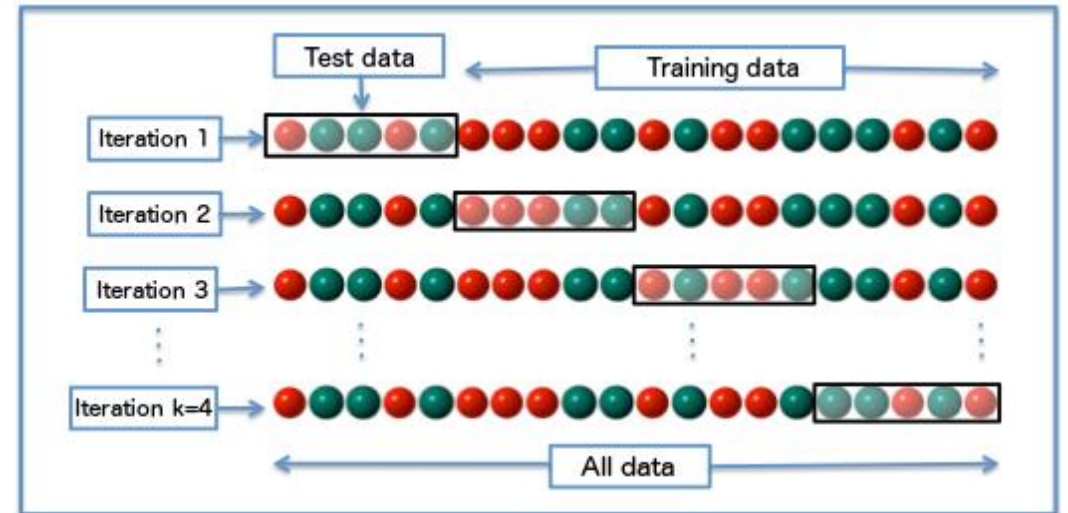 Test data
Training data
Iteration 1
Iteration 2
Iteration 3
Iteration k=4
All data